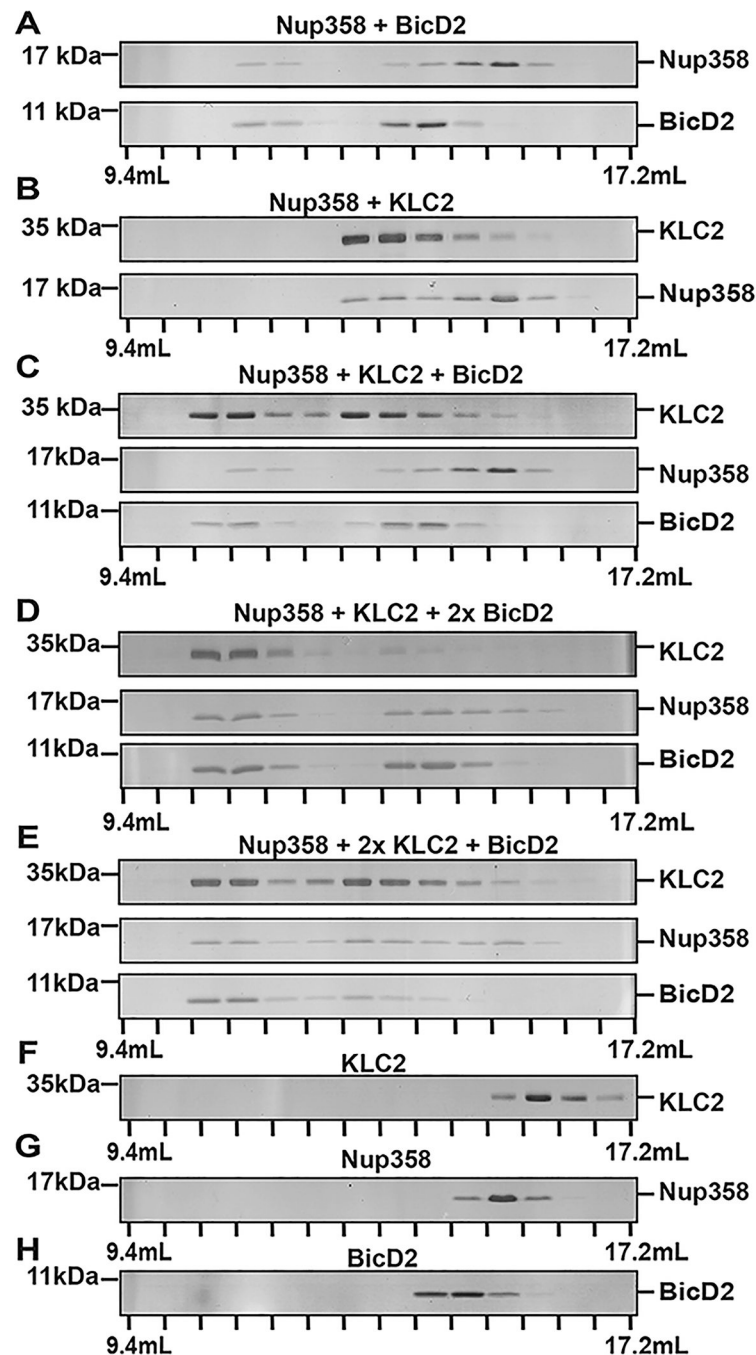 A
Nup358 + BicD2
17 kDa
Nup358
11 kDa
BicD2
9.4mL 17.2mL
B
Nup358 + KLC2
35 kDa
KLC2
17 kDa
Nup358
9.4mL 17.2mL
C
Nup358 + KLC2 + BicD2
35 kDa
KLC2
17kDa
Nup358
11kDa
BicD2
9.4mL 17.2mL
D
Nup358 + KLC2 + 2x BicD2
35kDa
KLC2
17kDa
Nup358
11kDa
BicD2
9.4mL 17.2mL
E
Nup358 + 2x KLC2 + BicD2
35kDa
KLC2
17kDa
Nup358
11kDa
BicD2
9.4mL 17.2mL
F
KLC2
35kDa
KLC2
9.4mL 17.2mL
G
Nup358
17kDa
Nup358
9.4mL 17.2mL
H
BicD2
11kDa
BicD2
9.4mL 17.2mL